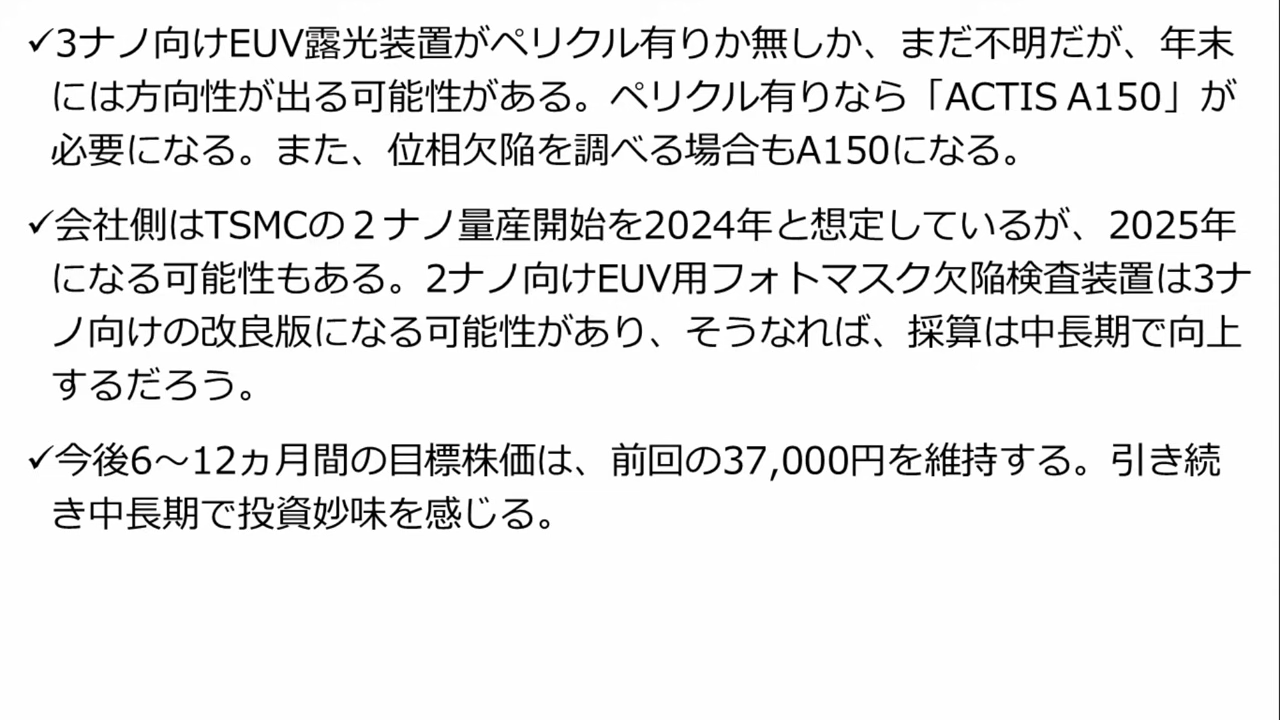 ✓3ナノ向けEUV露光装置がペリクル有りか無しか、まだ不明だが、年末
には方向性が出る可能性がある。ペリクル有りなら「ACTIS A150」が
必要になる。また、位相欠陥を調べる場合もA150になる。
✓会社側はTSMCの２ナノ量産開始を2024年と想定しているが、2025年
になる可能性もある。2ナノ向けEUV用フォトマスク欠陥検査装置は3ナ
ノ向けの改良版になる可能性があり、そうなれば、採算は中長期で向上
するだろう。
✓今後6～12ヵ月間の目標株価は、前回の37,000円を維持する。引き続
き中長期で投資妙味を感じる。